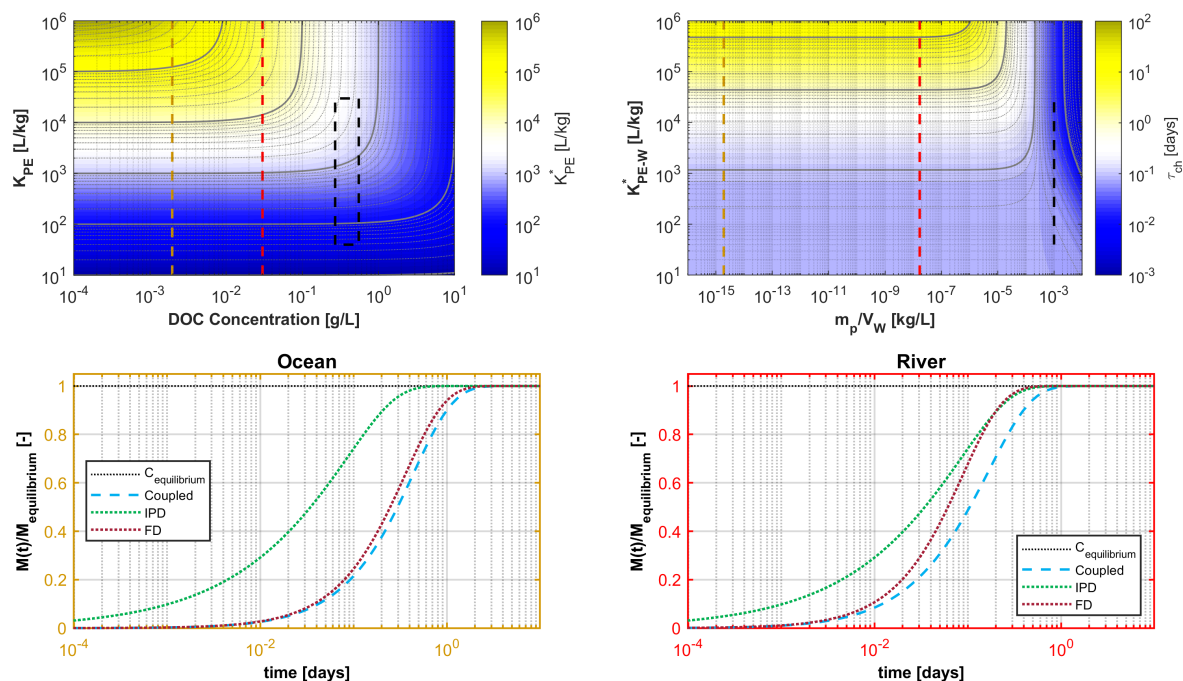 10^6
10^5
10^4
10^3
10^2
10^1
K_PE [L/kg]
10^-4
10^-3
10^-2
10^-1
10^0
10^1
DOC Concentration [g/L]
10^6
10^5
10^4
10^3
10^2
10^1
K*_PE [L/kg]
10^6
10^5
10^4
10^3
10^2
10^1
K*_PE-W [L/kg]
10^-15
10^-13
10^-11
10^-9
10^-7
10^-5
10^-3
m_p/V_W [kg/L]
10^2
10^1
10^0
10^-1
10^-2
10^-3
τ_ch [days]
Ocean
1
0.8
0.6
0.4
0.2
0
M(t)/M_equilibrium [-]
C_equilibrium
Coupled
IPD
FD
10^-4
10^-2
10^0
time [days]
River
1
0.8
0.6
0.4
0.2
0
M(t)/M_equilibrium [-]
C_equilibrium
Coupled
IPD
FD
10^-4
10^-2
10^0
time [days]